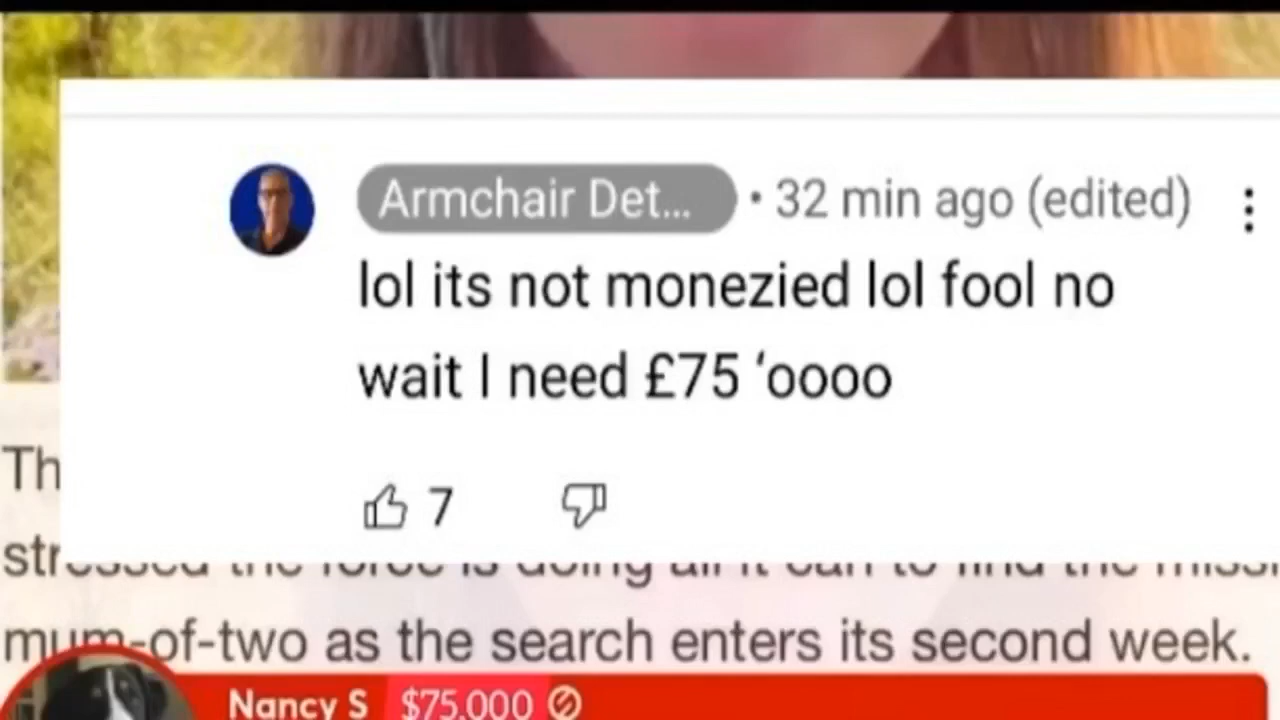 Armchair Det... • 32 min ago (edited)
lol its not monezied lol fool no
wait I need £75 ‘oooo
7
Th
stressed the force is doing all it can to find the missi
mum-of-two as the search enters its second week.
Nancy S $75,000